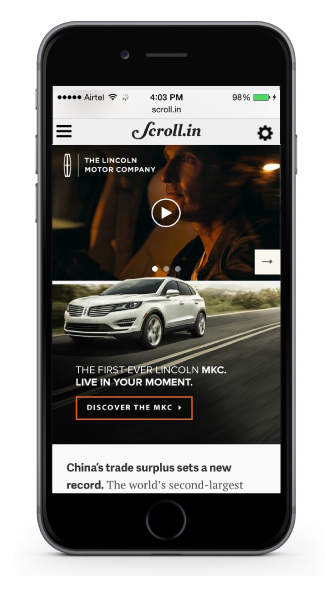 Airtel 4:03 PM 98%
scroll.in
Scroll.in
THE LINCOLN
MOTOR COMPANY
THE FIRST-EVER LINCOLN MKC.
LIVE IN YOUR MOMENT.
DISCOVER THE MKC
China's trade surplus sets a new
record. The world's second-largest